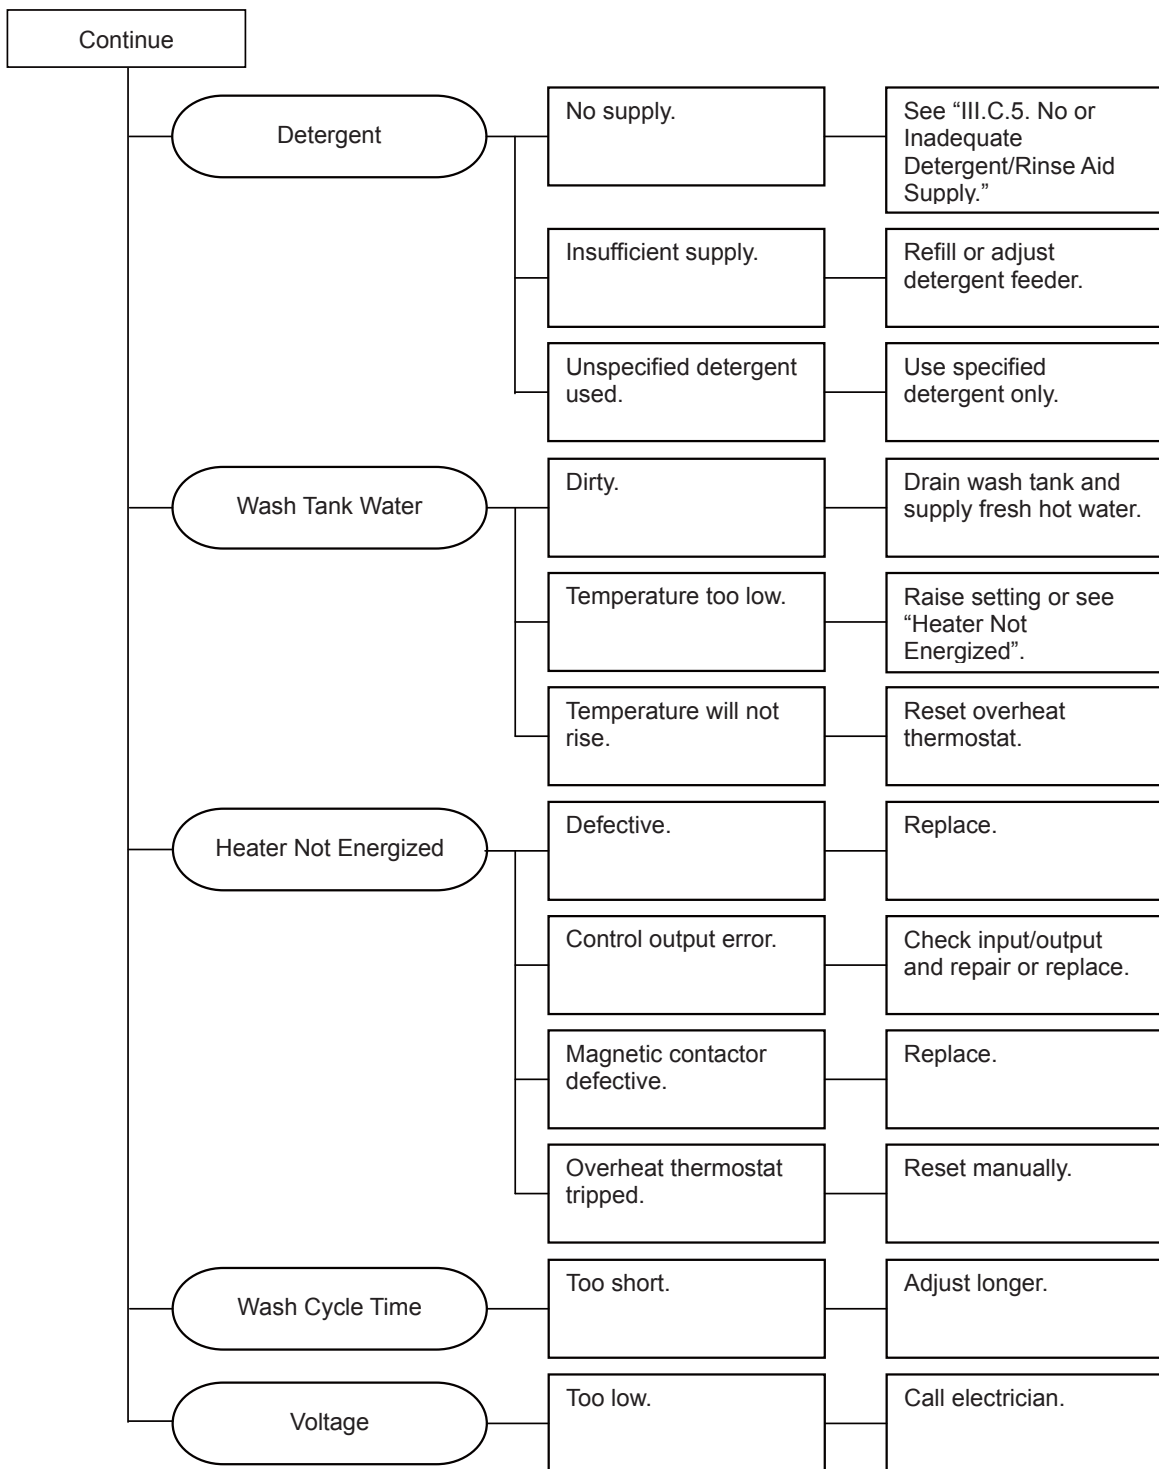 Continue
Detergent
No supply.
See “III.C.5. No or
Inadequate
Detergent/Rinse Aid
Supply.”
Insufficient supply.
Refill or adjust
detergent feeder.
Unspecified detergent
used.
Use specified
detergent only.
Wash Tank Water
Dirty.
Drain wash tank and
supply fresh hot water.
Temperature too low.
Raise setting or see
“Heater Not
Energized”.
Temperature will not
rise.
Reset overheat
thermostat.
Heater Not Energized
Defective.
Replace.
Control output error.
Check input/output
and repair or replace.
Magnetic contactor
defective.
Replace.
Overheat thermostat
tripped.
Reset manually.
Wash Cycle Time
Too short.
Adjust longer.
Voltage
Too low.
Call electrician.